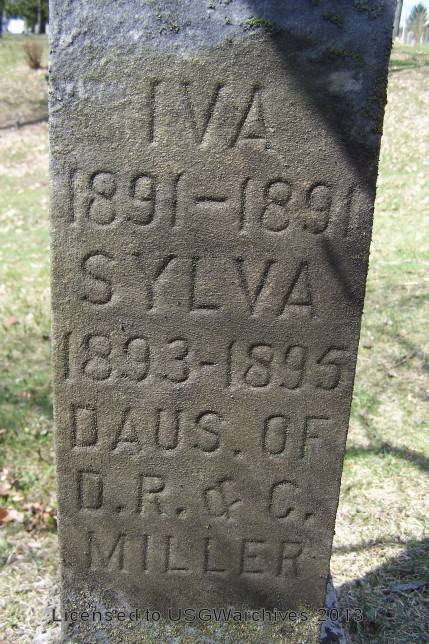 IVA
1891-1891
SYLVA
1893-1895
DAUS. OF
D.R. & C.
MILLER
Licensed to USGWarchives 2013